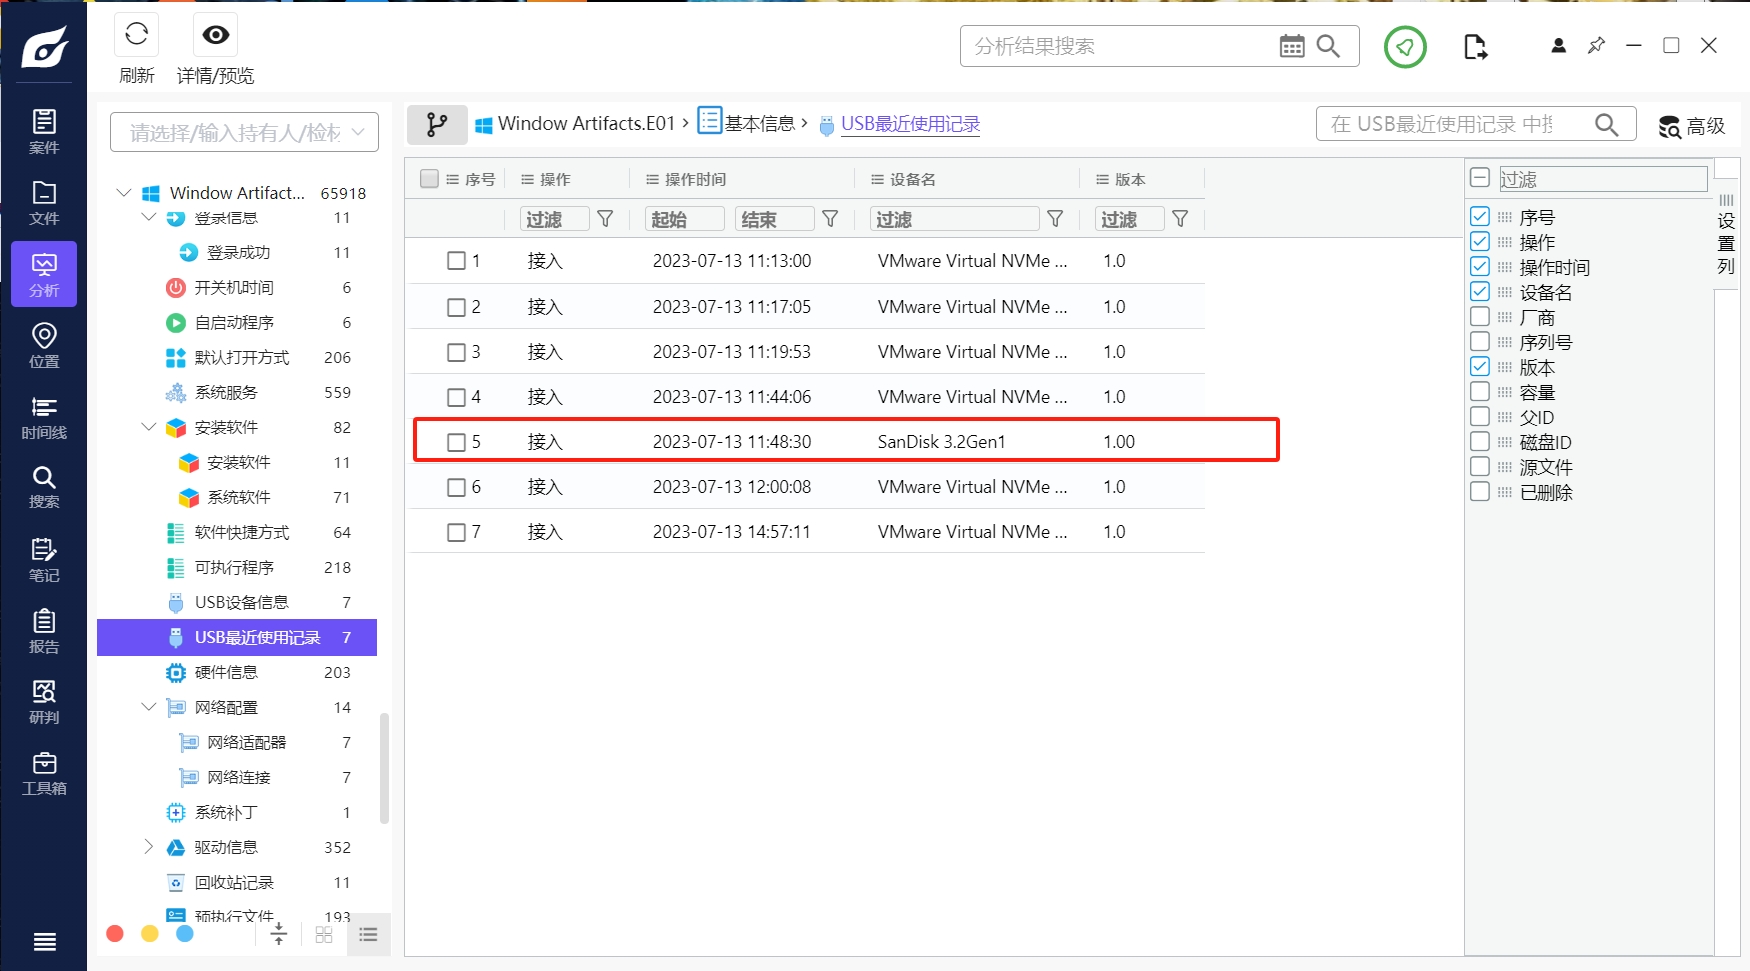 刷新
详情/预览
分析结果搜索
案件
文件
分析
位置
时间线
搜索
笔记
报告
研判
工具箱
请选择/输入持有人/检材
Window Artifact... 65918
登录信息 11
登录成功 11
开关机时间 6
自启动程序 6
默认打开方式 206
系统服务 559
安装软件 82
安装软件 11
系统软件 71
软件快捷方式 64
可执行程序 218
USB设备信息 7
USB最近使用记录 7
硬件信息 203
网络配置 14
网络适配器 7
网络连接 7
系统补丁 1
驱动信息 352
回收站记录 11
预执行文件 193
Window Artifacts.E01 › 基本信息 › USB最近使用记录
在 USB最近使用记录 中搜
高级
序号 操作 操作时间 设备名 版本
过滤 起始 结束 过滤 过滤
1 接入 2023-07-13 11:13:00 VMware Virtual NVMe ... 1.0
2 接入 2023-07-13 11:17:05 VMware Virtual NVMe ... 1.0
3 接入 2023-07-13 11:19:53 VMware Virtual NVMe ... 1.0
4 接入 2023-07-13 11:44:06 VMware Virtual NVMe ... 1.0
5 接入 2023-07-13 11:48:30 SanDisk 3.2Gen1 1.00
6 接入 2023-07-13 12:00:08 VMware Virtual NVMe ... 1.0
7 接入 2023-07-13 14:57:11 VMware Virtual NVMe ... 1.0
过滤
序号
操作
操作时间
设备名
厂商
序列号
版本
容量
父ID
磁盘ID
源文件
已删除
设置列